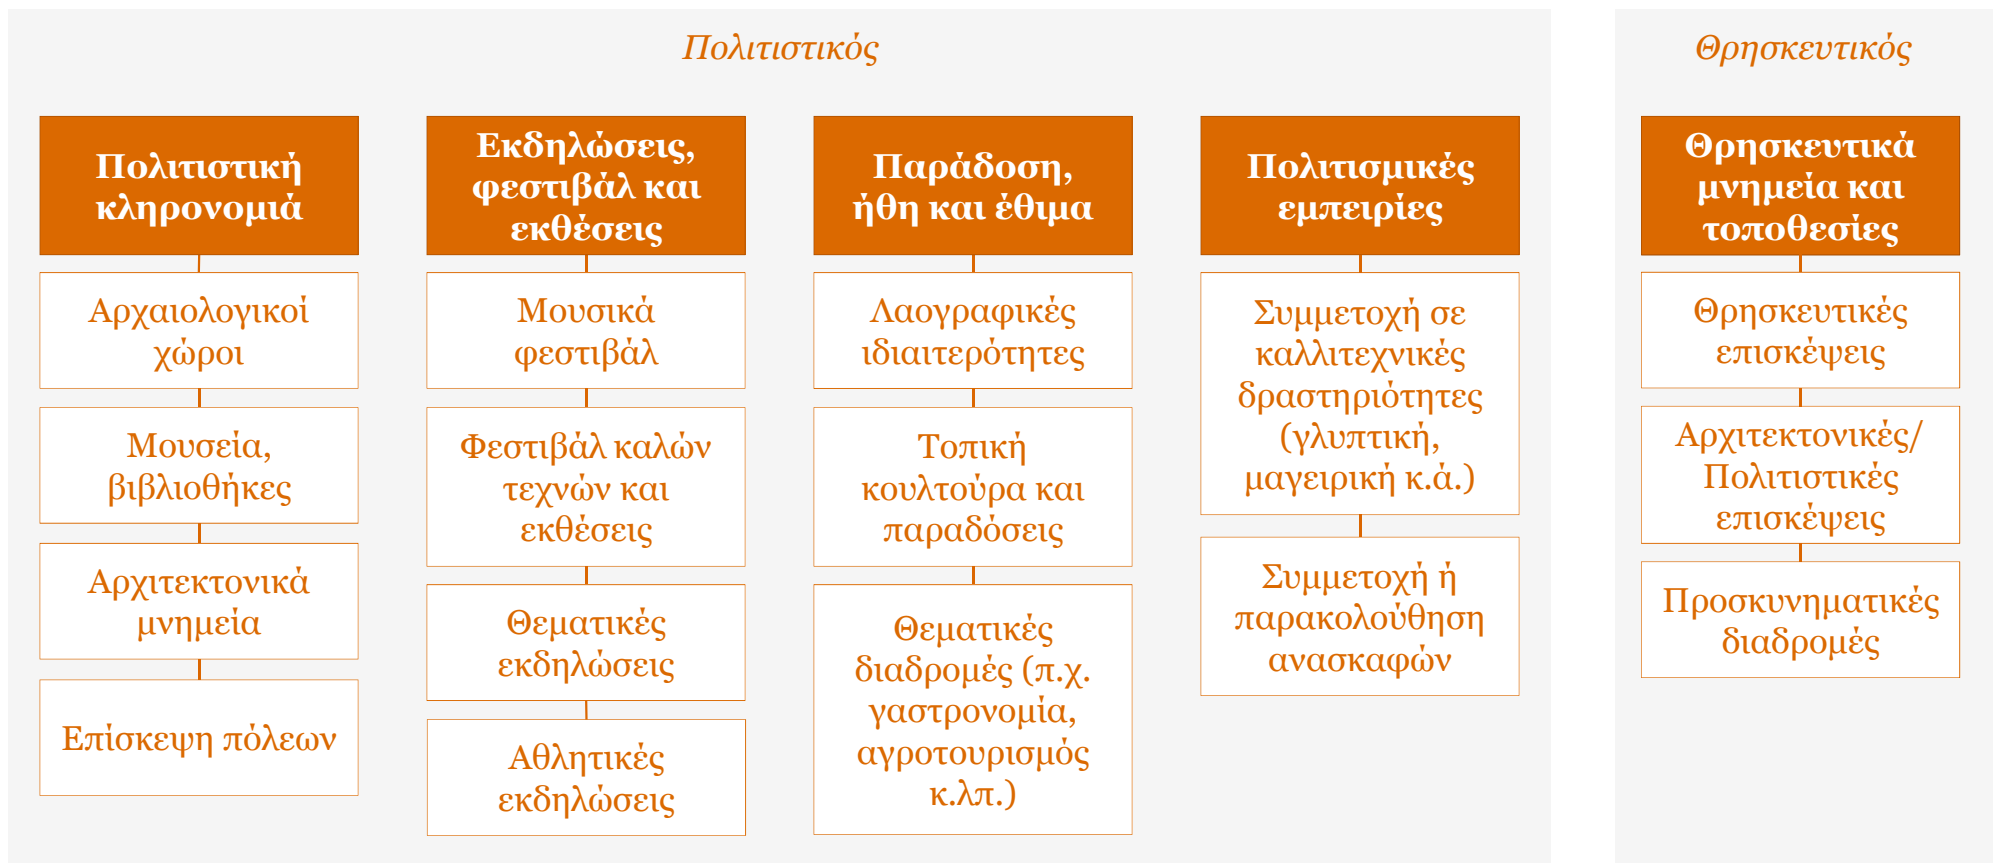 Πολιτιστικός
Πολιτιστική
κληρονομιά
Αρχαιολογικοί
χώροι
Μουσεία,
βιβλιοθήκες
Αρχιτεκτονικά
μνημεία
Επίσκεψη πόλεων
Εκδηλώσεις,
φεστιβάλ και
εκθέσεις
Μουσικά
φεστιβάλ
Φεστιβάλ καλών
τεχνών και
εκθέσεις
Θεματικές
εκδηλώσεις
Αθλητικές
εκδηλώσεις
Παράδοση,
ήθη και έθιμα
Λαογραφικές
ιδιαιτερότητες
Τοπική
κουλτούρα και
παραδόσεις
Θεματικές
διαδρομές (π.χ.
γαστρονομία,
αγροτουρισμός
κ.λπ.)
Πολιτισμικές
εμπειρίες
Συμμετοχή σε
καλλιτεχνικές
δραστηριότητες
(γλυπτική,
μαγειρική κ.ά.)
Συμμετοχή ή
παρακολούθηση
ανασκαφών
Θρησκευτικός
Θρησκευτικά
μνημεία και
τοποθεσίες
Θρησκευτικές
επισκέψεις
Αρχιτεκτονικές/
Πολιτιστικές
επισκέψεις
Προσκυνηματικές
διαδρομές